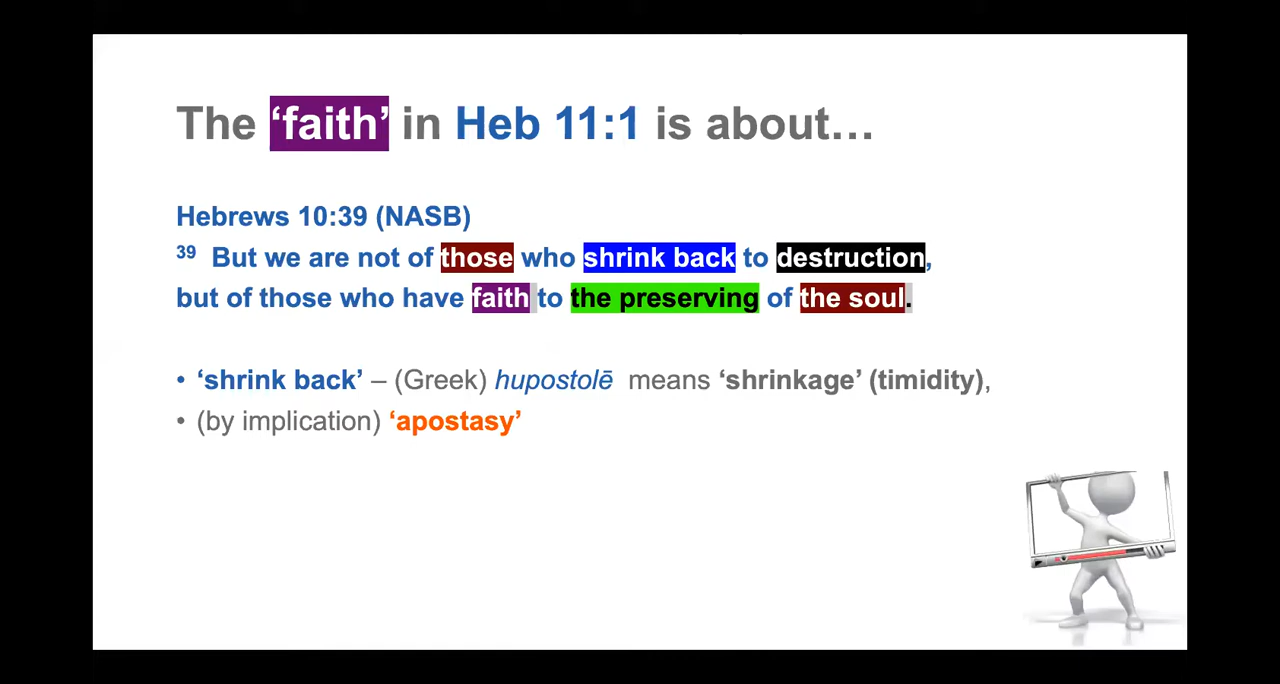 The ‘faith’ in Heb 11:1 is about…
Hebrews 10:39 (NASB)
39 But we are not of those who shrink back to destruction,
but of those who have faith to the preserving of the soul.
• ‘shrink back’ – (Greek) hupostolē means ‘shrinkage’ (timidity),
• (by implication) ‘apostasy’